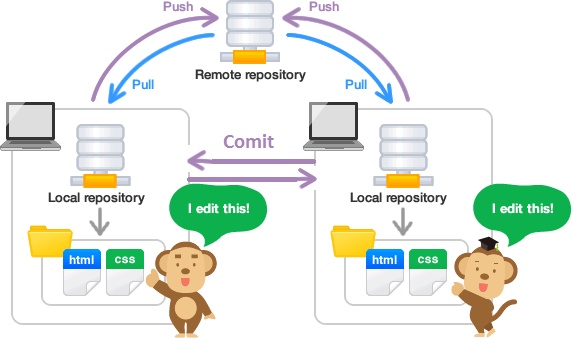 Push
Push
Pull
Pull
Remote repository
Comit
Local repository
Local repository
I edit this!
I edit this!
html
css
html
css